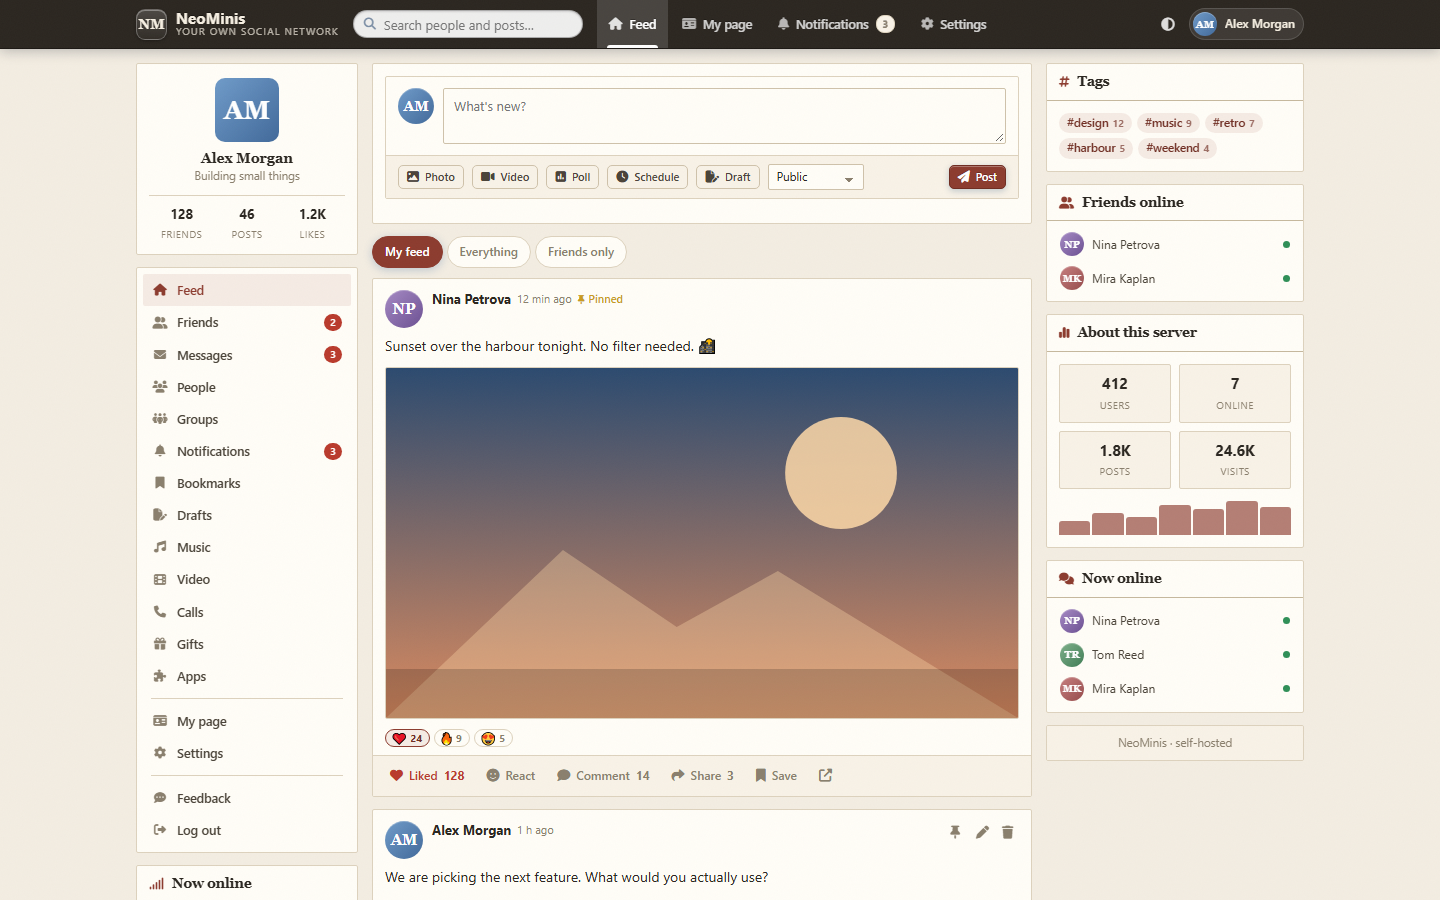 NM
NeoMinis
YOUR OWN SOCIAL NETWORK
Search people and posts...
Feed
My page
Notifications 3
Settings
AM Alex Morgan
AM
Alex Morgan
Building small things
128 46 1.2K
FRIENDS POSTS LIKES
Feed
Friends 2
Messages 3
People
Groups
Notifications 3
Bookmarks
Drafts
Music
Video
Calls
Gifts
Apps
My page
Settings
Feedback
Log out
Now online
AM What's new?
Photo Video Poll Schedule Draft Public Post
My feed Everything Friends only
NP Nina Petrova 12 min ago Pinned
Sunset over the harbour tonight. No filter needed.
24 9 5
Liked 128 React Comment 14 Share 3 Save
AM Alex Morgan 1 h ago
We are picking the next feature. What would you actually use?
# Tags
#design 12 #music 9 #retro 7
#harbour 5 #weekend 4
Friends online
NP Nina Petrova
MK Mira Kaplan
About this server
412 7
USERS ONLINE
1.8K 24.6K
POSTS VISITS
Now online
NP Nina Petrova
TR Tom Reed
MK Mira Kaplan
NeoMinis · self-hosted